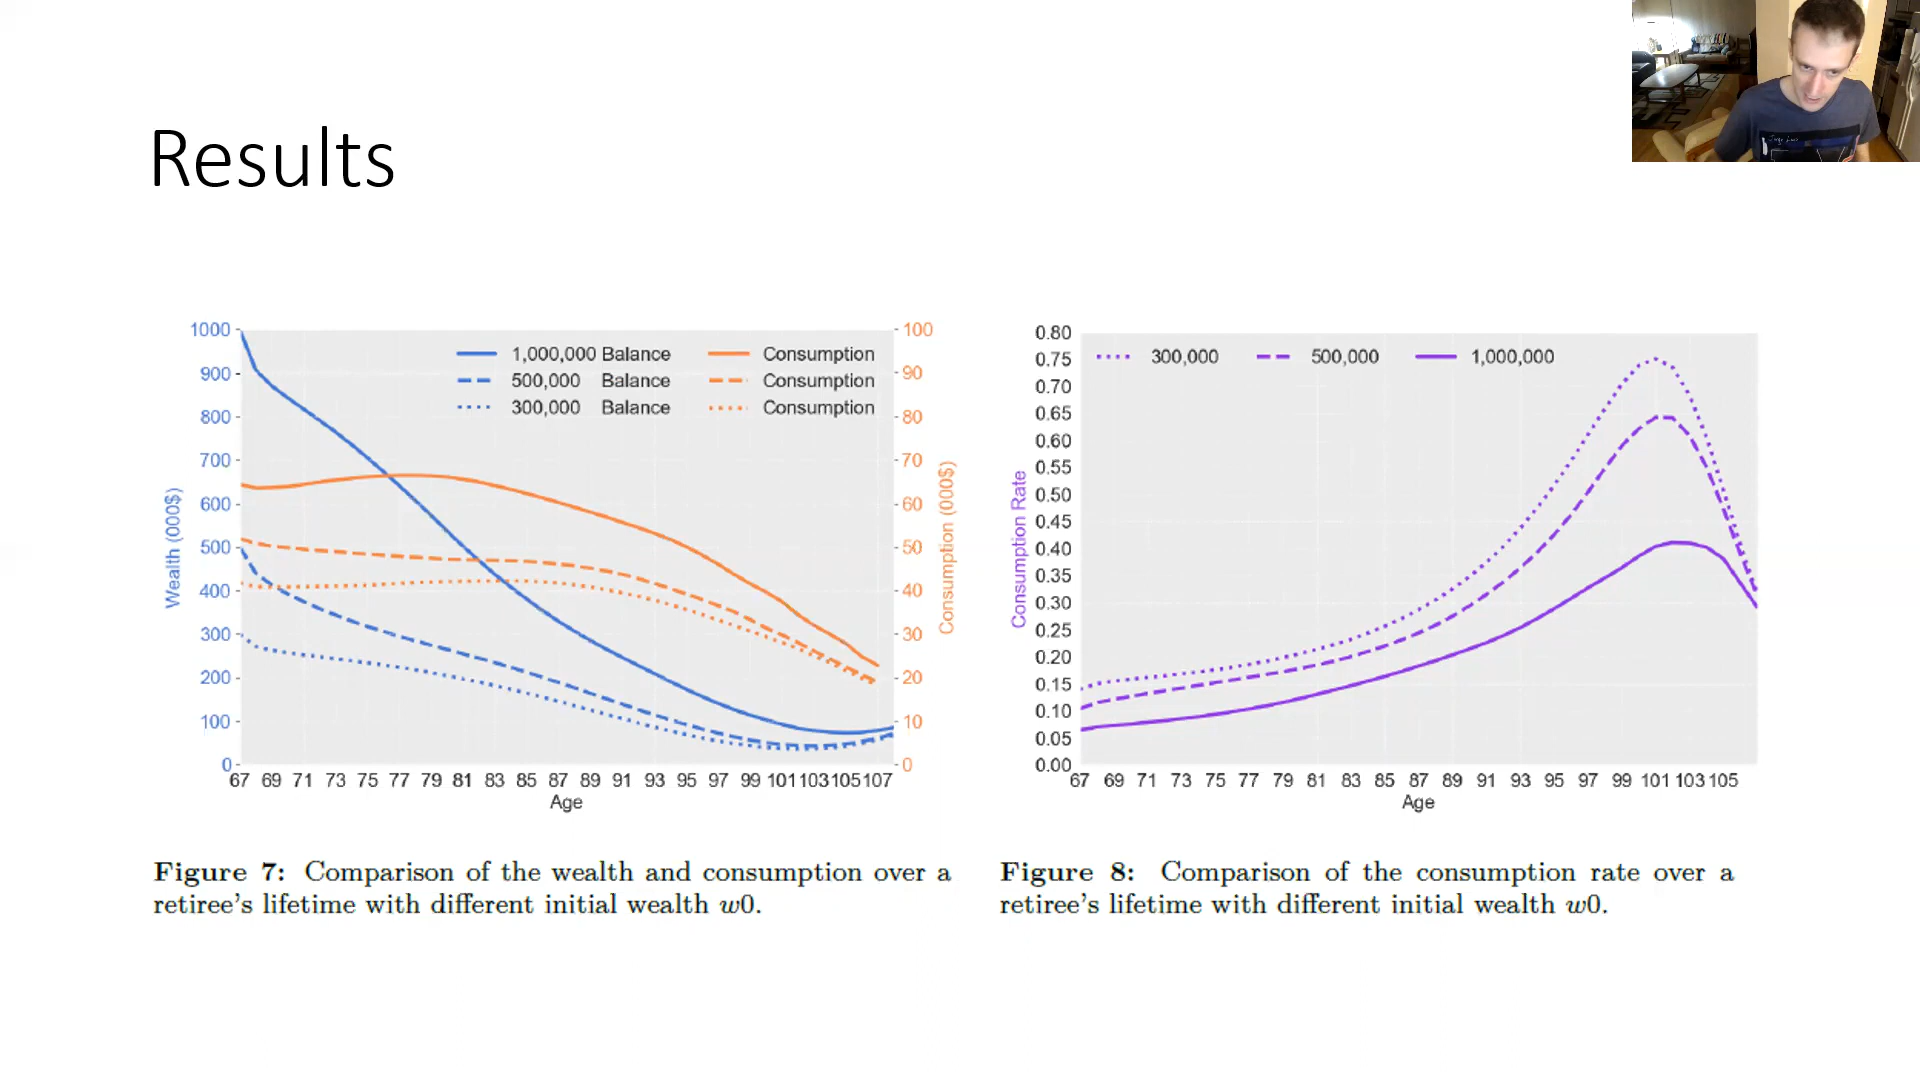 Results
1000
900
800
700
600
500
400
300
200
100
0
Wealth (000$)
1,000,000 Balance
Consumption
500,000 Balance
Consumption
300,000 Balance
Consumption
100
90
80
70
60
50
40
30
20
10
0
Consumption (000$)
67 69 71 73 75 77 79 81 83 85 87 89 91 93 95 97 99 101 103 105 107
Age
0.80
0.75
0.70
0.65
0.60
0.55
0.50
0.45
0.40
0.35
0.30
0.25
0.20
0.15
0.10
0.05
0.00
Consumption Rate
300,000 500,000 1,000,000
67 69 71 73 75 77 79 81 83 85 87 89 91 93 95 97 99 101 103 105
Age
Figure 7: Comparison of the wealth and consumption over a
retiree's lifetime with different initial wealth w0.
Figure 8: Comparison of the consumption rate over a
retiree's lifetime with different initial wealth w0.